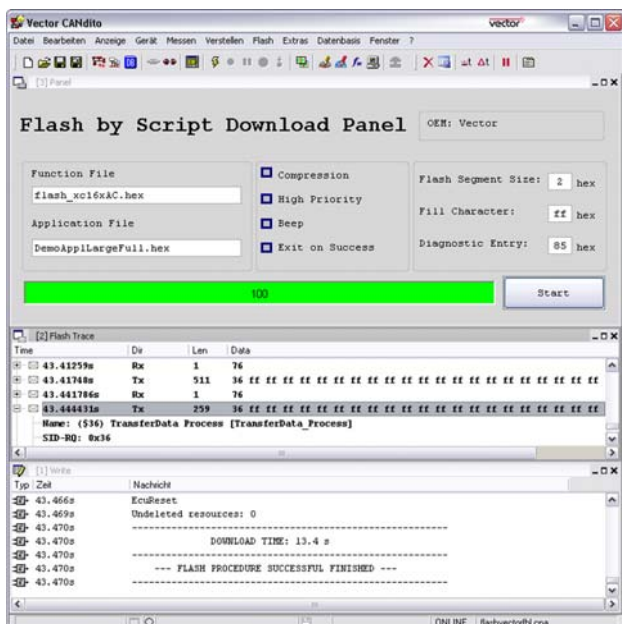 Vector CANdito
vector
Datei Bearbeiten Anzeige Gerät Messen Verstellen Flash Extras Datenbasis Fenster ?
[3] Panel
Flash by Script Download Panel
OEM: Vector
Function File
flash_xc16xAC.hex
Application File
DemoApplLargeFull.hex
Compression
High Priority
Beep
Exit on Success
Flash Segment Size: 2 hex
Fill Character: ff hex
Diagnostic Entry: 85 hex
100
Start
[2] Flash Trace
Time Dir Len Data
43.41259s Rx 1 76
43.41748s Tx 511 36 ff ff ff ff ff ff ff ff ff ff ff ff ff ff ff ff ff ff ff ff ff
43.441786s Rx 1 76
43.444431s Tx 259 36 ff ff ff ff ff ff ff ff ff ff ff ff ff ff ff ff ff ff ff ff ff
Name: ($36) TransferData Process [TransferData_Process]
SID-RQ: 0x36
[1] Write
Typ Zeit Nachricht
43.466s EcuReset
43.469s Undeleted resources: 0
43.470s --------------------------------------------------
43.470s DOWNLOAD TIME: 13.4 s
43.470s --------------------------------------------------
43.470s --- FLASH PROCEDURE SUCCESSFUL FINISHED ---
43.470s --------------------------------------------------
ONLINE flashvectorfbl.cna